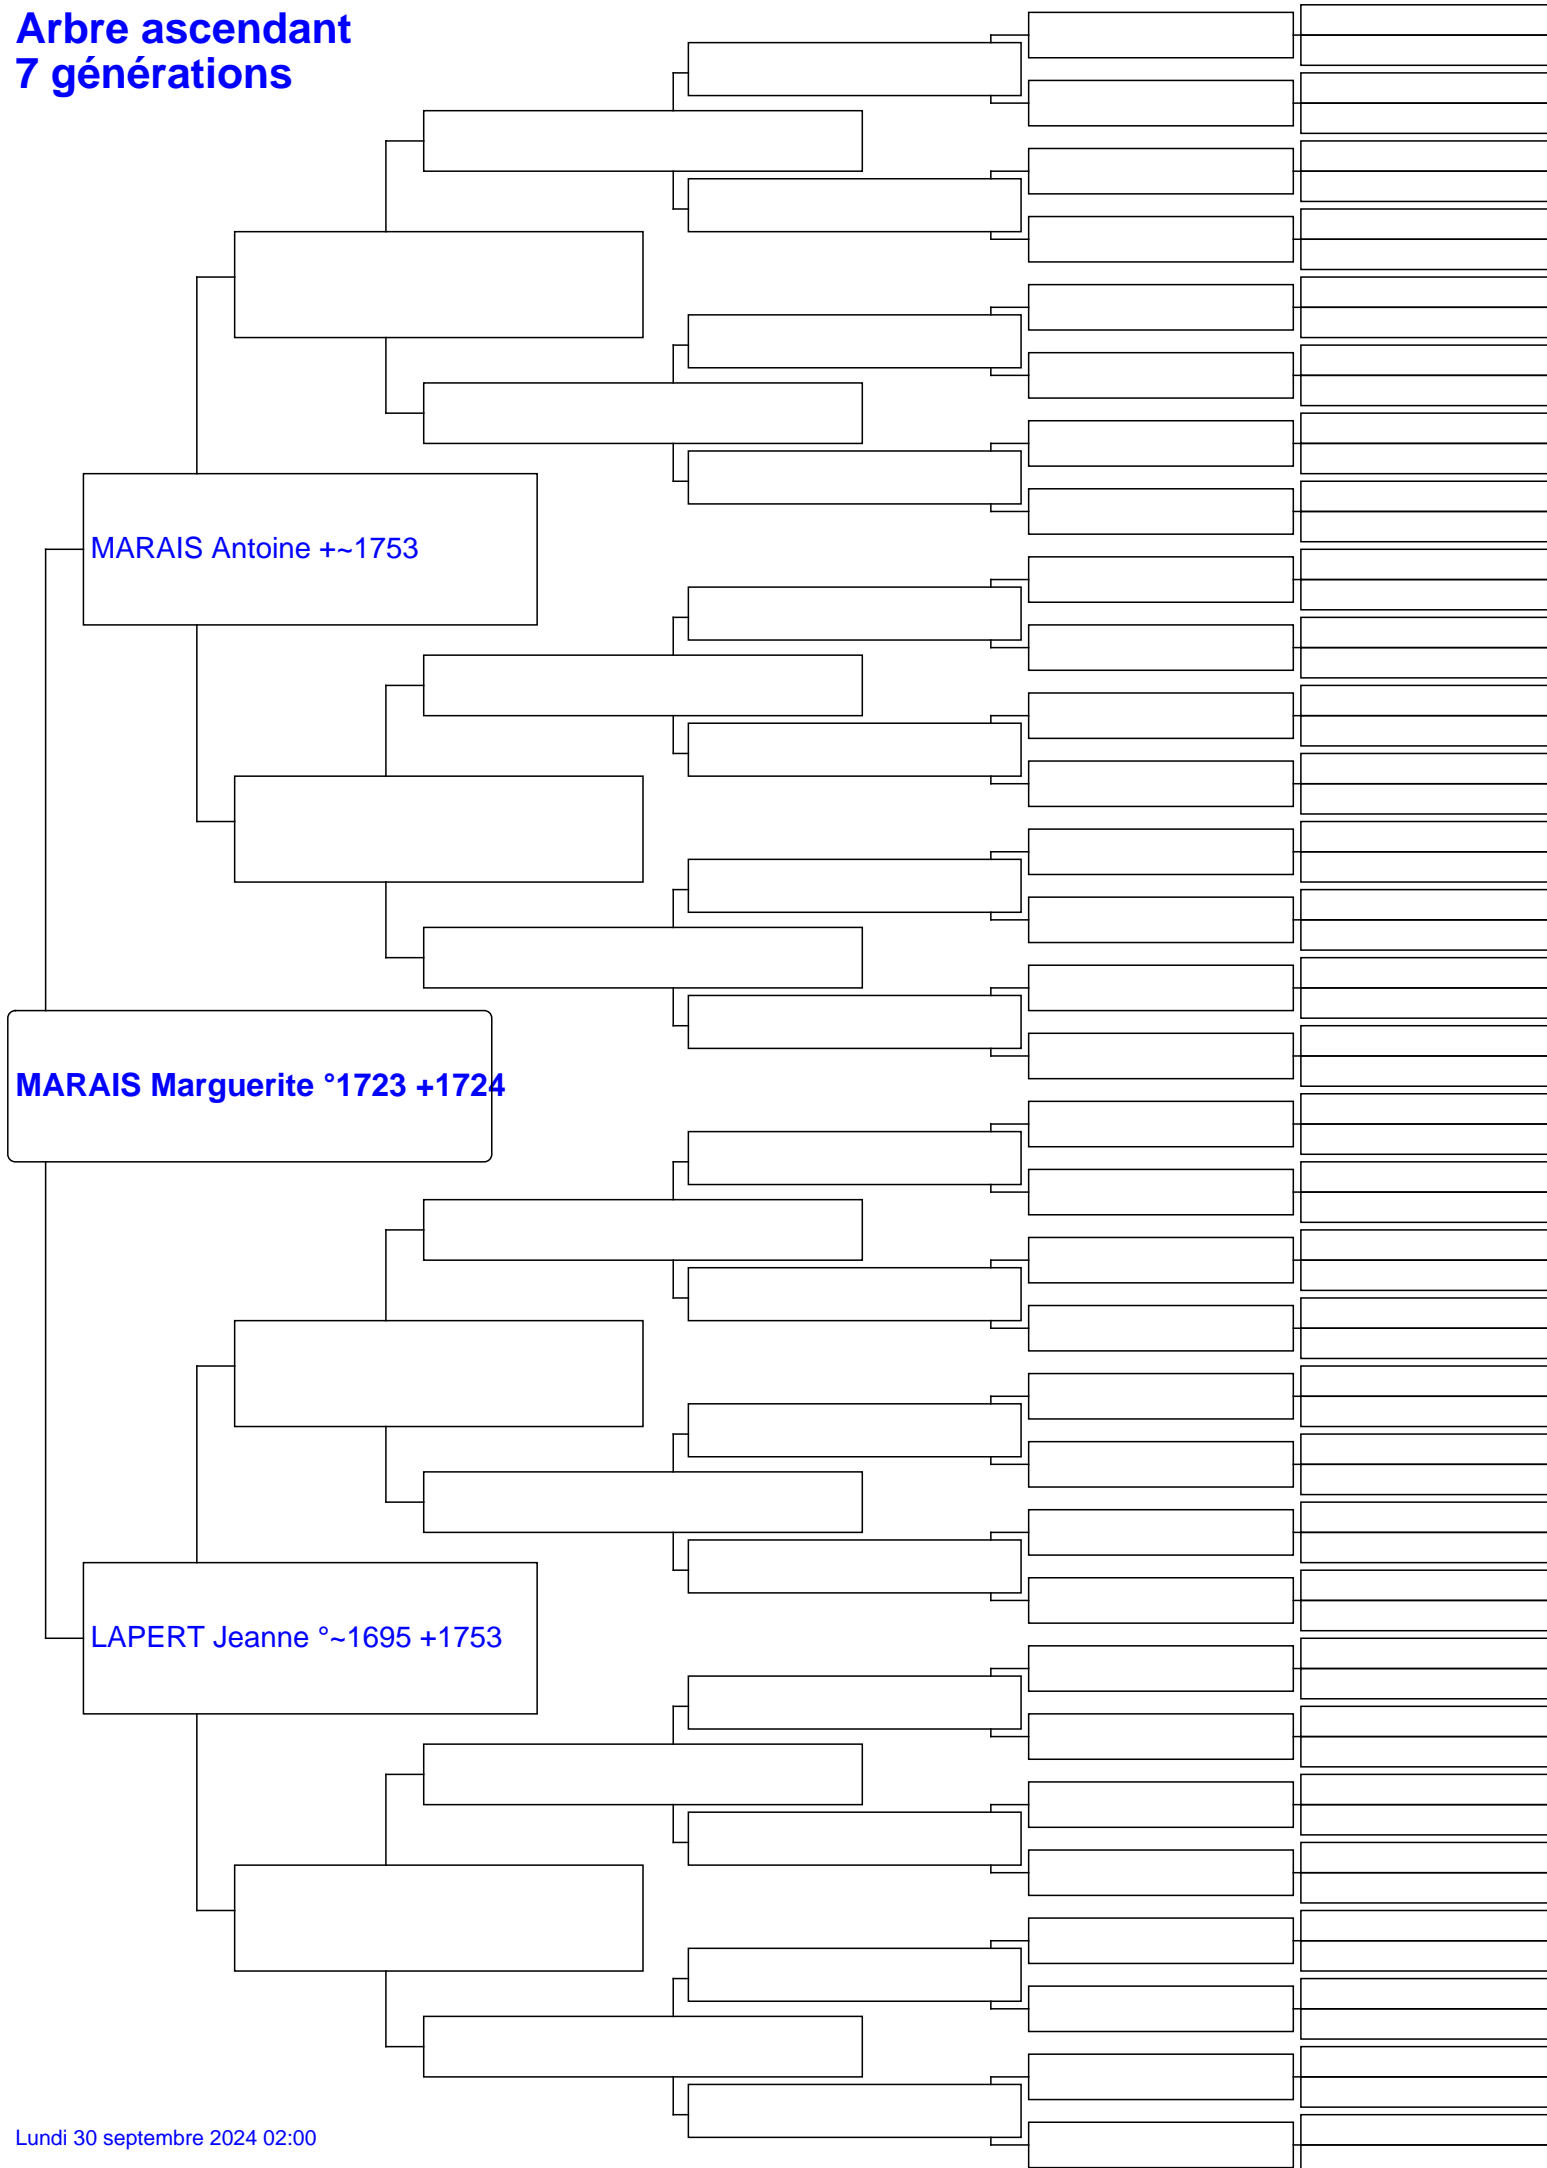 Arbre ascendant
7 générations
MARAIS Antoine +~1753
MARAIS Marguerite °1723 +1724
LAPERT Jeanne °~1695 +1753
Lundi 30 septembre 2024 02:00